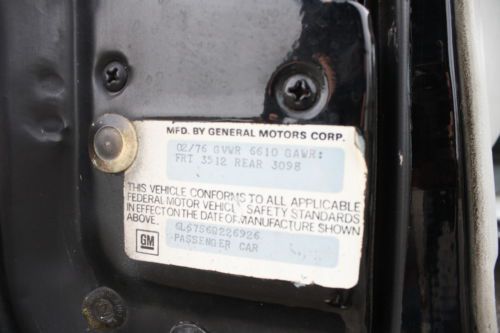 MFD. BY GENERAL MOTORS CORP.
02/76 GVWR 6610 GAWR:
FRT 3512 REAR 3098
THIS VEHICLE CONFORMS TO ALL APPLICABLE
FEDERAL MOTOR VEHICLE SAFETY STANDARDS
IN EFFECT ON THE DATE OF MANUFACTURE SHOWN
ABOVE.
6L67S6Q226926
PASSENGER CAR
GM